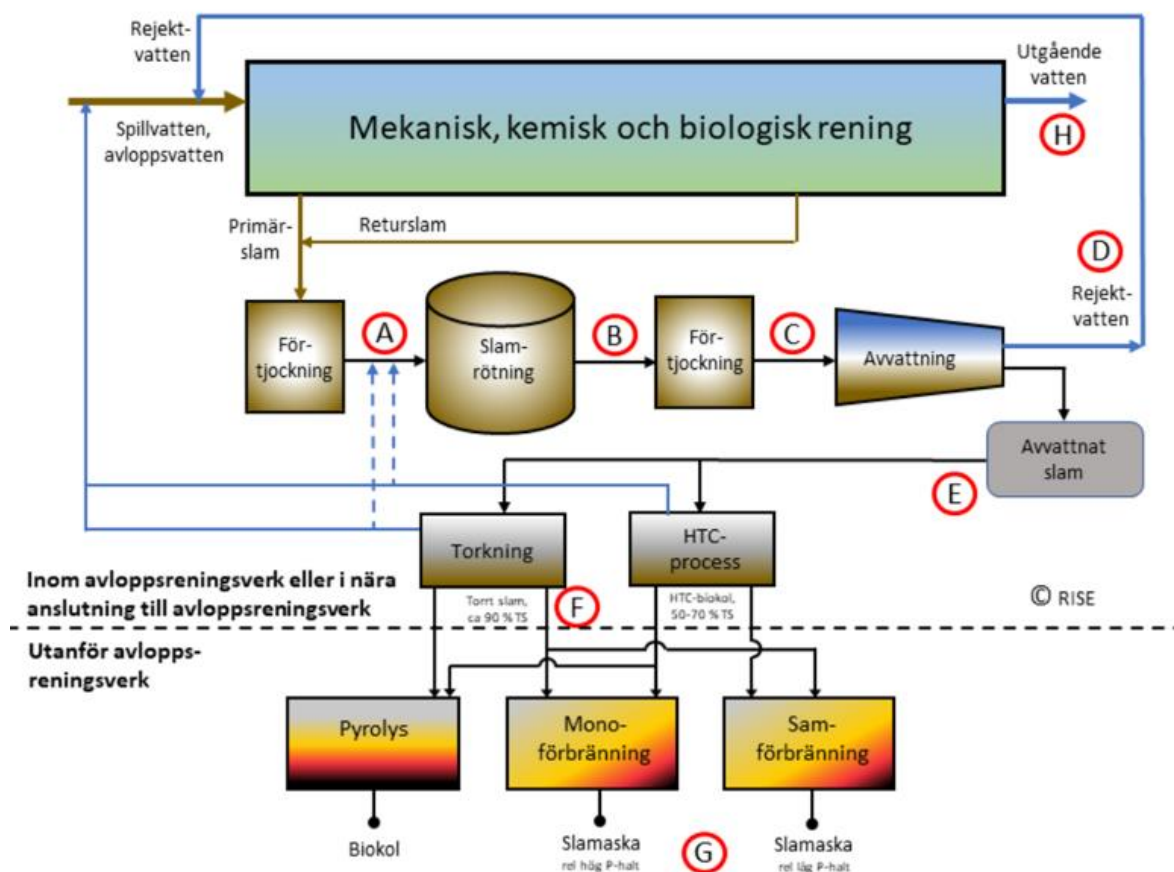 Rejekt-
vatten
Utgående
vatten
H
Mekanisk, kemisk och biologisk rening
Spillvatten,
avloppsvatten
Primär-
slam
Returslam
D
Rejekt-
vatten
För-
tjockning
A
Slam-
rötning
B
För-
tjockning
C
Avvattning
Avvattnat
slam
E
Torkning
HTC-
process
Inom avloppsreningsverk eller i nära
anslutning till avloppsreningsverk
Torrt slam,
ca 90 % TS
F
HTC-biokol,
50-70 % TS
© RISE
Utanför avlopps-
reningsverk
Pyrolys
Mono-
förbränning
Sam-
förbränning
Biokol
Slamaska
rel hög P-halt
G
Slamaska
rel låg P-halt